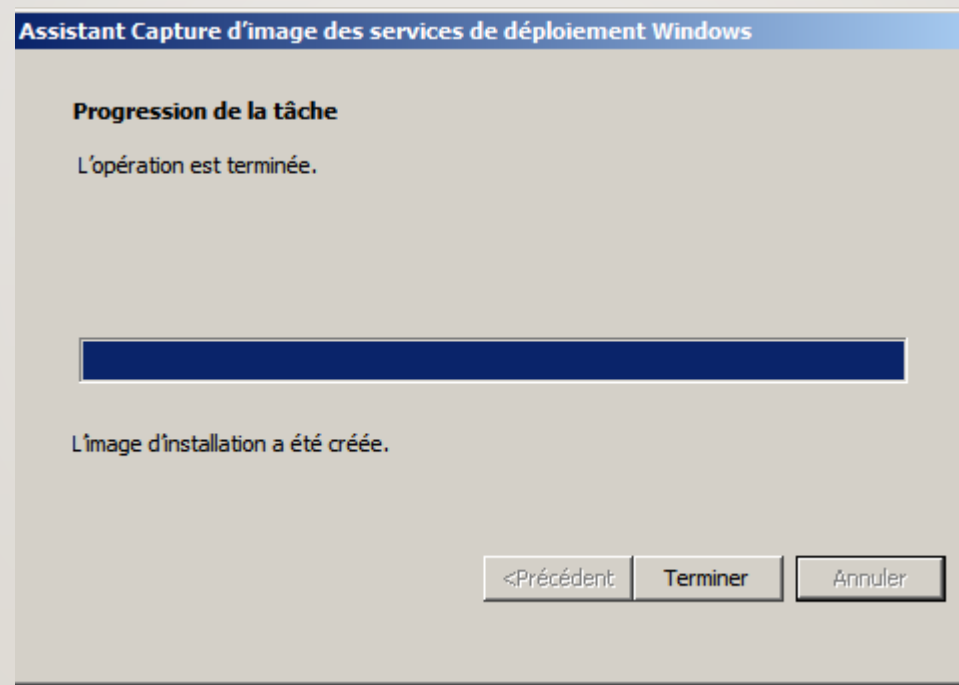 Assistant Capture d’image des services de déploiement Windows
Progression de la tâche
L’opération est terminée.
L’image d’installation a été créée.
<Précédent Terminer Annuler